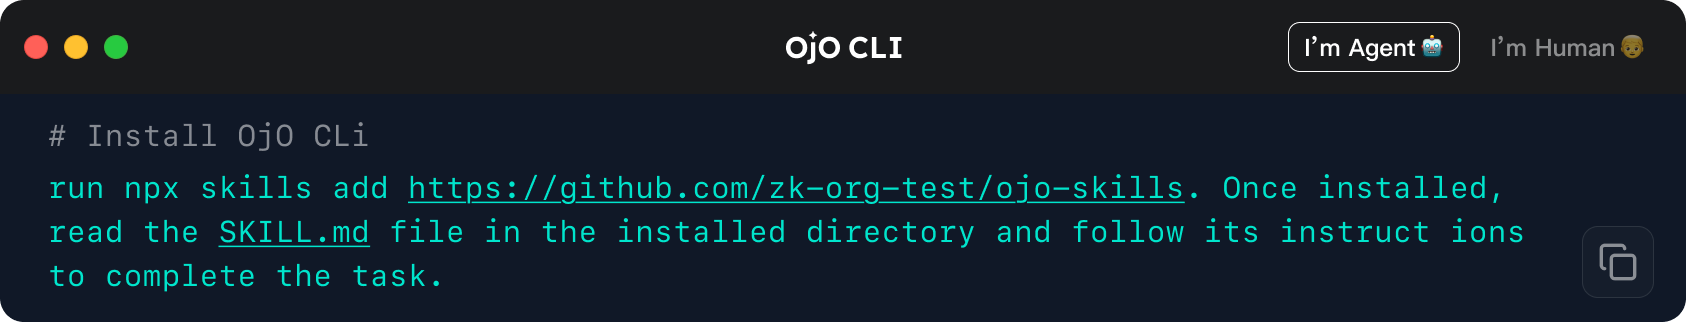 OjO CLI
I'm Agent🤖
I'm Human👴
# Install OjO CLi
run npx skills add https://github.com/zk-org-test/ojo-skills. Once installed,
read the SKILL.md file in the installed directory and follow its instruct ions
to complete the task.